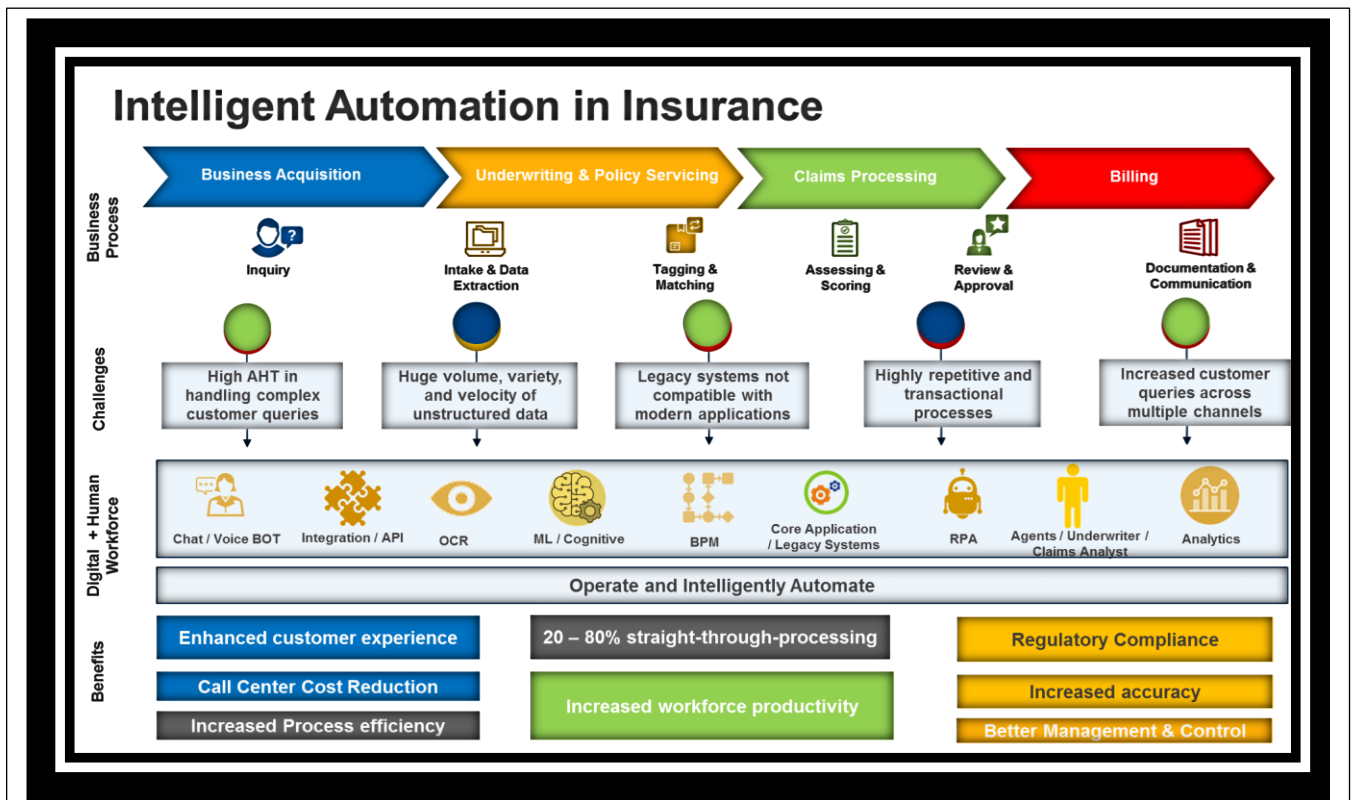 Intelligent Automation in Insurance
Business
Process
Business Acquisition
Underwriting & Policy Servicing
Claims Processing
Billing
?
Inquiry
Intake & Data
Extraction
Tagging &
Matching
Assessing &
Scoring
Review &
Approval
Documentation &
Communication
Challenges
High AHT in
handling complex
customer queries
Huge volume, variety,
and velocity of
unstructured data
Legacy systems not
compatible with
modern applications
Highly repetitive and
transactional
processes
Increased customer
queries across
multiple channels
Digital + Human
Workforce
Chat / Voice BOT
Integration / API
OCR
ML / Cognitive
BPM
Core Application
/ Legacy Systems
RPA
Agents / Underwriter /
Claims Analyst
Analytics
Operate and Intelligently Automate
Benefits
Enhanced customer experience
Call Center Cost Reduction
Increased Process efficiency
20 – 80% straight-through-processing
Increased workforce productivity
Regulatory Compliance
Increased accuracy
Better Management & Control